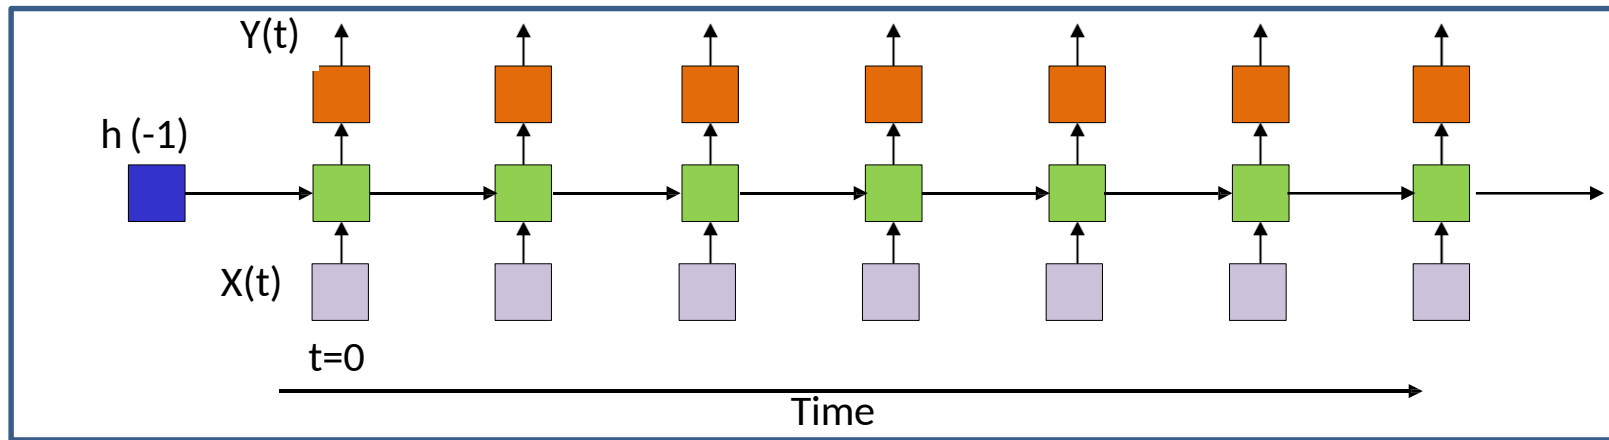 Y(t)
h (-1)
X(t)
t=0
Time